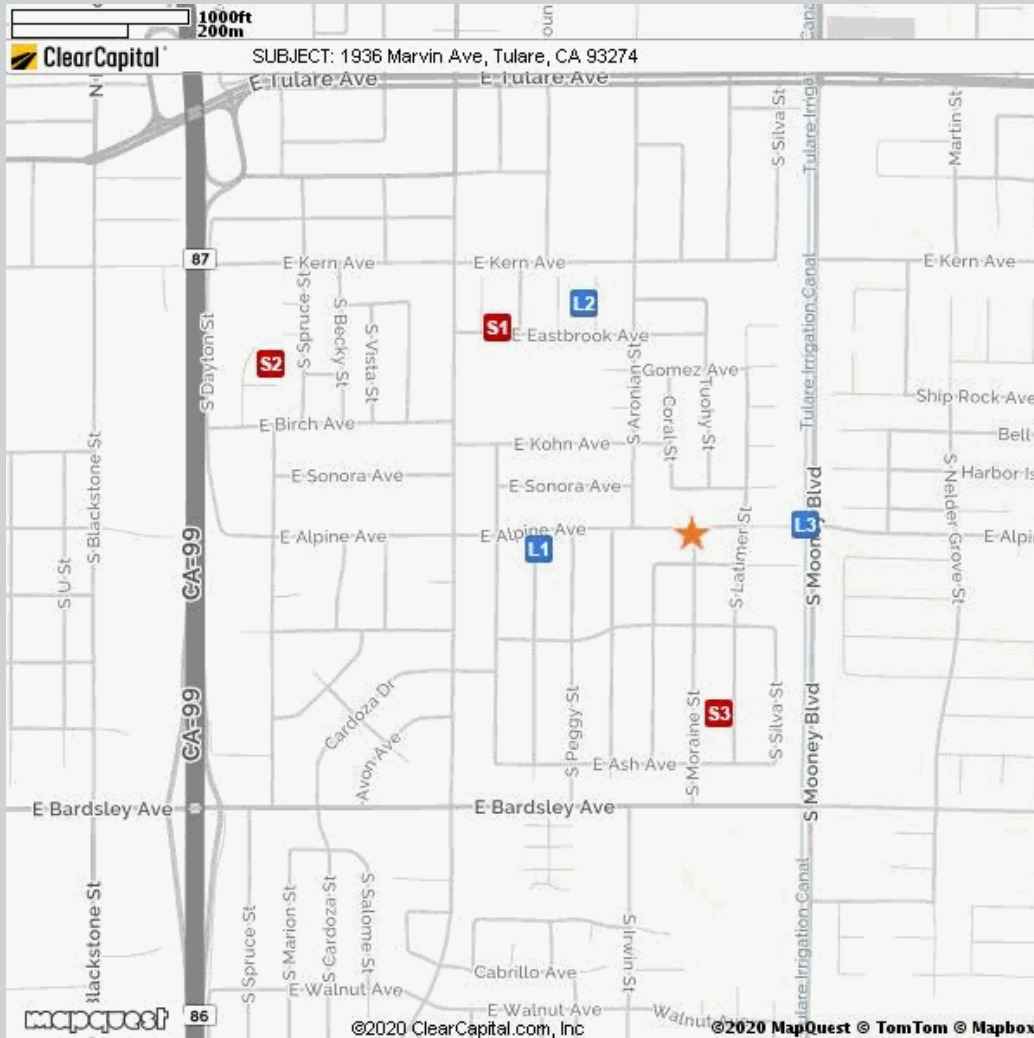 1000ft
200m
oun
Cana
ClearCapital
SUBJECT: 1936 Marvin Ave, Tulare, CA 93274
E Tulare Ave
E Tulare Ave
S Silva St
Tulare Irriga
Martin St
87
E Kern Ave
E Kern Ave
E Kern Ave
S Dayton St
S Spruce St
S Becky St
S Vista St
S1
L2
E Eastbrook Ave
S2
S Aronian St
Gomez Ave
Coral St
Tuohy St
Tulare Irrigation Canal
Ship Rock Ave
E Birch Ave
E Kohn Ave
Bell
S Blackstone St
E Sonora Ave
E Sonora Ave
Harbor Is
S Nelder Grove St
S U St
CA-99
E Alpine Ave
E Alpine Ave
L1
S Latimer St
L3
S Mooney Blvd
E Alpi
CA-99
Cardoza Dr
Avon Ave
S Peggy St
S Moraine St
S3
S Silva St
S Mooney Blvd
E Ash Ave
E Bardsley Ave
E Bardsley Ave
Blackstone St
S Spruce St
S Marion St
S Cardoza St
S Salome St
S Irwin St
Tulare Irrigation Canal
Cabrillo Ave
E Walnut Ave
E Walnut Ave
Walnut Ave
mapquest
86
©2020 ClearCapital.com, Inc
©2020 MapQuest © TomTom © Mapbox